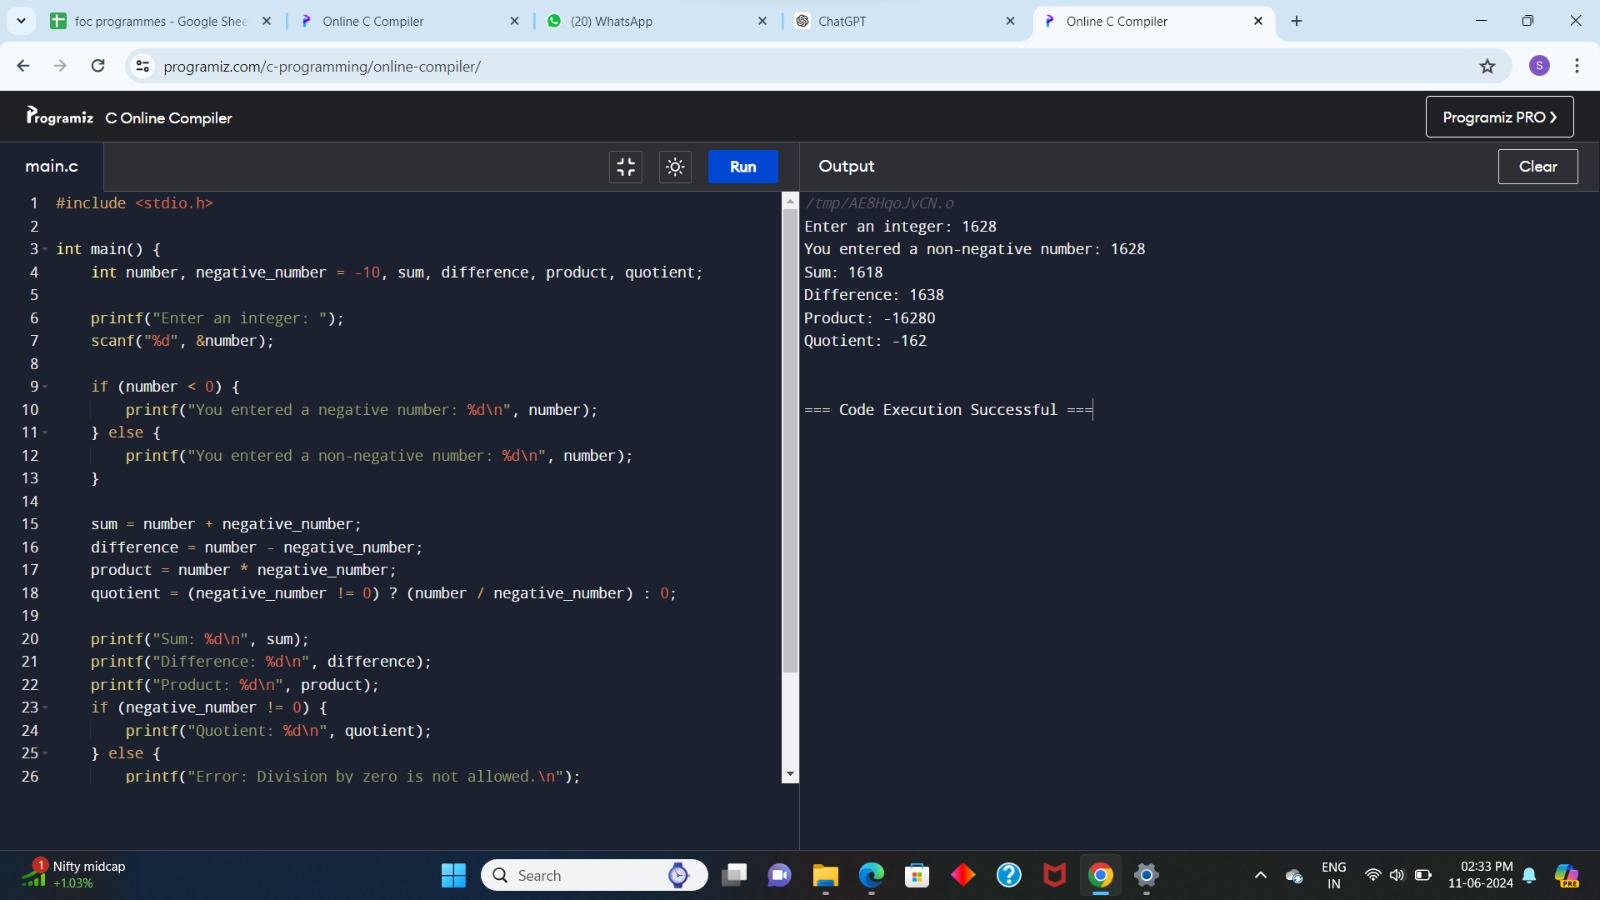 foc programmes - Google Shee
Online C Compiler
(20) WhatsApp
ChatGPT
Online C Compiler
programiz.com/c-programming/online-compiler/
S
Programiz C Online Compiler
Programiz PRO >
main.c
Run
Output
Clear
1 #include <stdio.h>
2
3 int main() {
4 int number, negative_number = -10, sum, difference, product, quotient;
5
6 printf("Enter an integer: ");
7 scanf("%d", &number);
8
9 if (number < 0) {
10 printf("You entered a negative number: %d\n", number);
11 } else {
12 printf("You entered a non-negative number: %d\n", number);
13 }
14
15 sum = number + negative_number;
16 difference = number - negative_number;
17 product = number * negative_number;
18 quotient = (negative_number != 0) ? (number / negative_number) : 0;
19
20 printf("Sum: %d\n", sum);
21 printf("Difference: %d\n", difference);
22 printf("Product: %d\n", product);
23 if (negative_number != 0) {
24 printf("Quotient: %d\n", quotient);
25 } else {
26 printf("Error: Division by zero is not allowed.\n");
/tmp/AE8HqoJvCN.o
Enter an integer: 1628
You entered a non-negative number: 1628
Sum: 1618
Difference: 1638
Product: -16280
Quotient: -162
=== Code Execution Successful ===
1
Nifty midcap
+1.03%
Search
ENG
IN
02:33 PM
11-06-2024
PRE